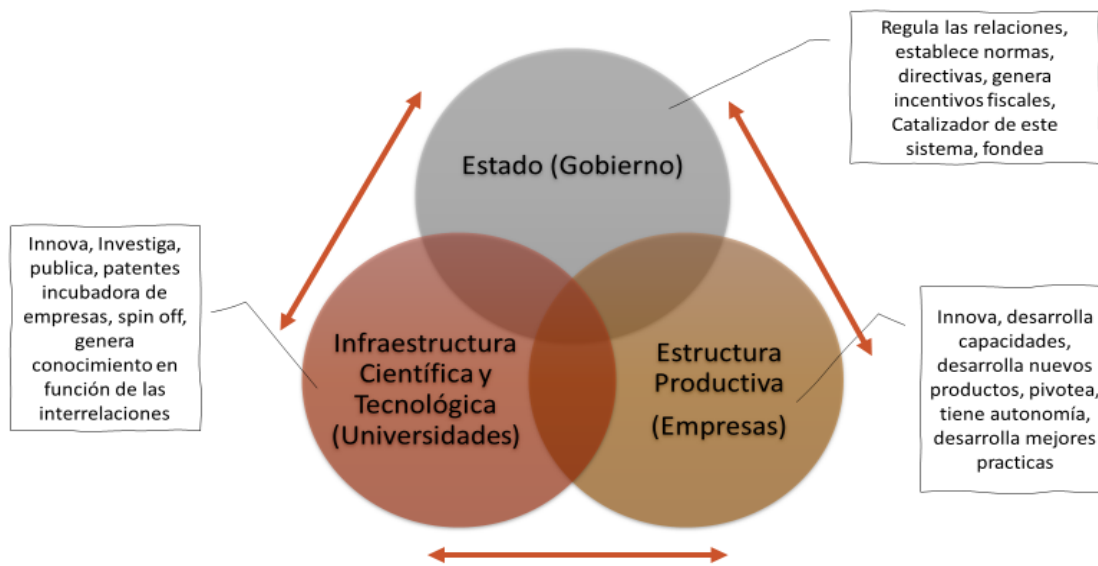 Regula las relaciones,
establece normas,
directivas, genera
incentivos fiscales,
Catalizador de este
sistema, fondea
Estado (Gobierno)
Innova, Investiga,
publica, patentes
incubadora de
empresas, spin off,
genera
conocimiento en
función de las
interrelaciones
Infraestructura
Científica y
Tecnológica
(Universidades)
Estructura
Productiva
(Empresas)
Innova, desarrolla
capacidades,
desarrolla nuevos
productos, pivotea,
tiene autonomía,
desarrolla mejores
practicas